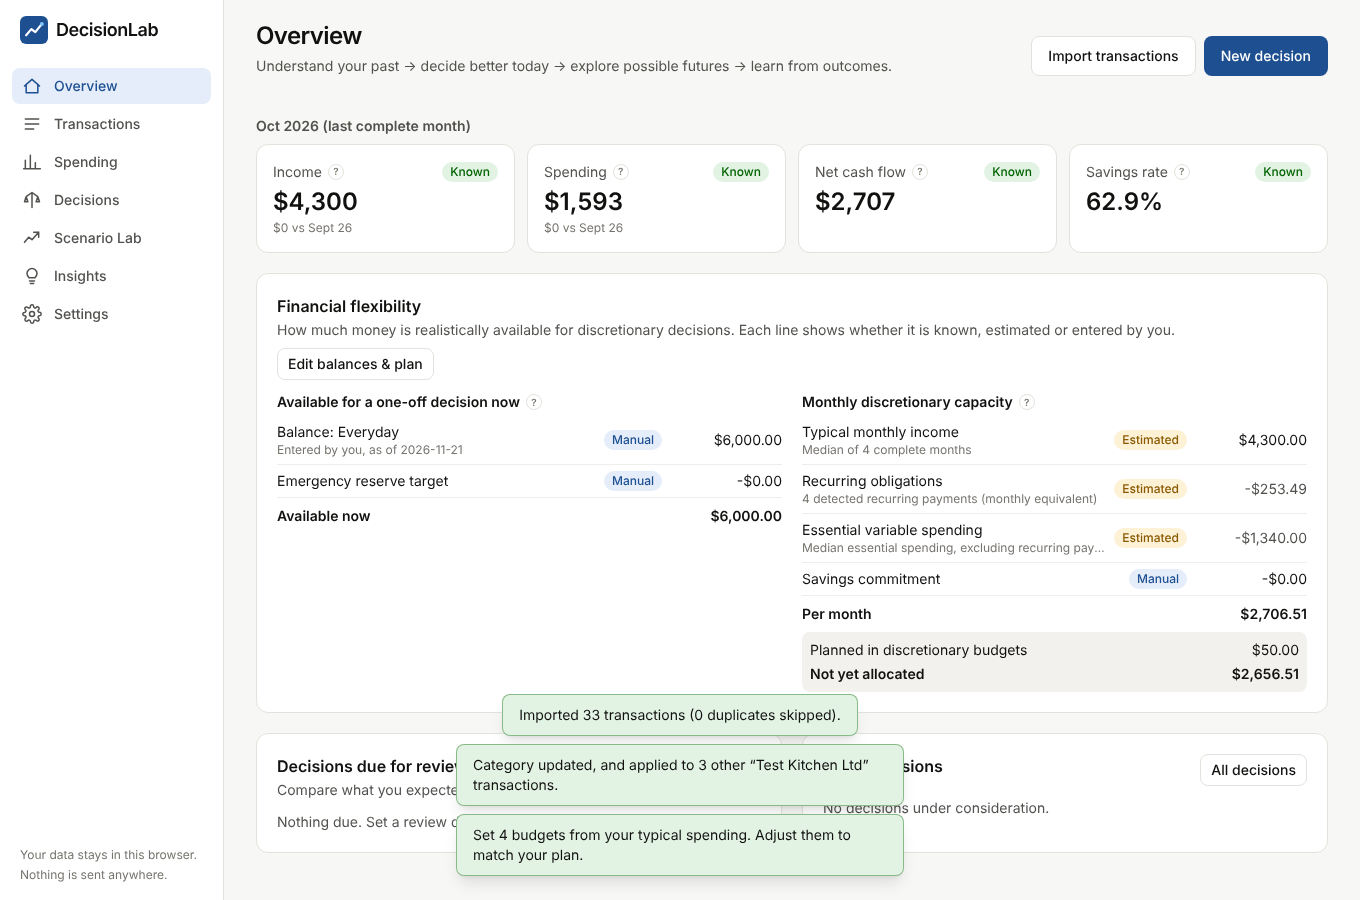 DecisionLab
Overview
Transactions
Spending
Decisions
Scenario Lab
Insights
Settings
Your data stays in this browser.
Nothing is sent anywhere.
Overview
Understand your past → decide better today → explore possible futures → learn from outcomes.
Import transactions
New decision
Oct 2026 (last complete month)
Income ? Known
$4,300
$0 vs Sept 26
Spending ? Known
$1,593
$0 vs Sept 26
Net cash flow ? Known
$2,707
Savings rate ? Known
62.9%
Financial flexibility
How much money is realistically available for discretionary decisions. Each line shows whether it is known, estimated or entered by you.
Edit balances & plan
Available for a one-off decision now ?
Balance: Everyday Manual $6,000.00
Entered by you, as of 2026-11-21
Emergency reserve target Manual -$0.00
Available now $6,000.00
Monthly discretionary capacity ?
Typical monthly income Estimated $4,300.00
Median of 4 complete months
Recurring obligations Estimated -$253.49
4 detected recurring payments (monthly equivalent)
Essential variable spending Estimated -$1,340.00
Median essential spending, excluding recurring pay...
Savings commitment Manual -$0.00
Per month $2,706.51
Planned in discretionary budgets $50.00
Not yet allocated $2,656.51
Imported 33 transactions (0 duplicates skipped).
Category updated, and applied to 3 other “Test Kitchen Ltd”
transactions.
Set 4 budgets from your typical spending. Adjust them to
match your plan.
Decisions due for
Compare what you
Nothing due. Set a review
All decisions
No decisions under consideration.